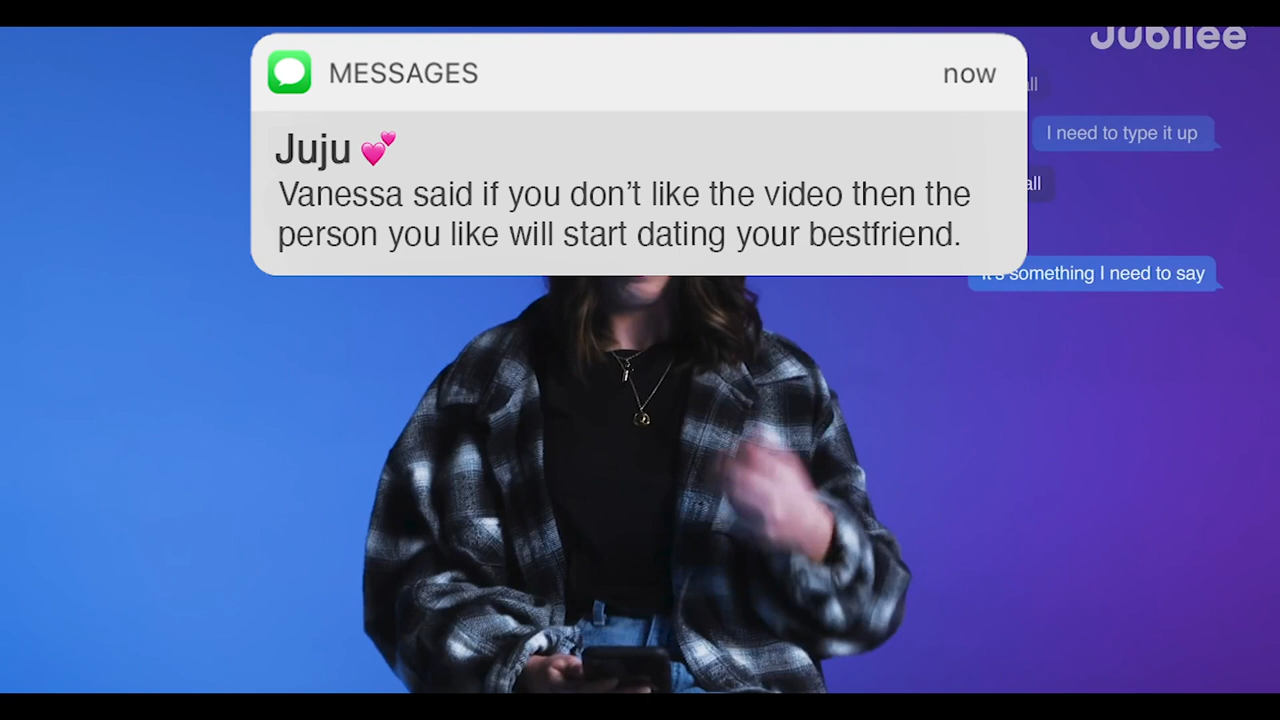 Jubilee
MESSAGES
now
Juju 💕
Vanessa said if you don't like the video then the
person you like will start dating your bestfriend.
I need to type it up
something I need to say